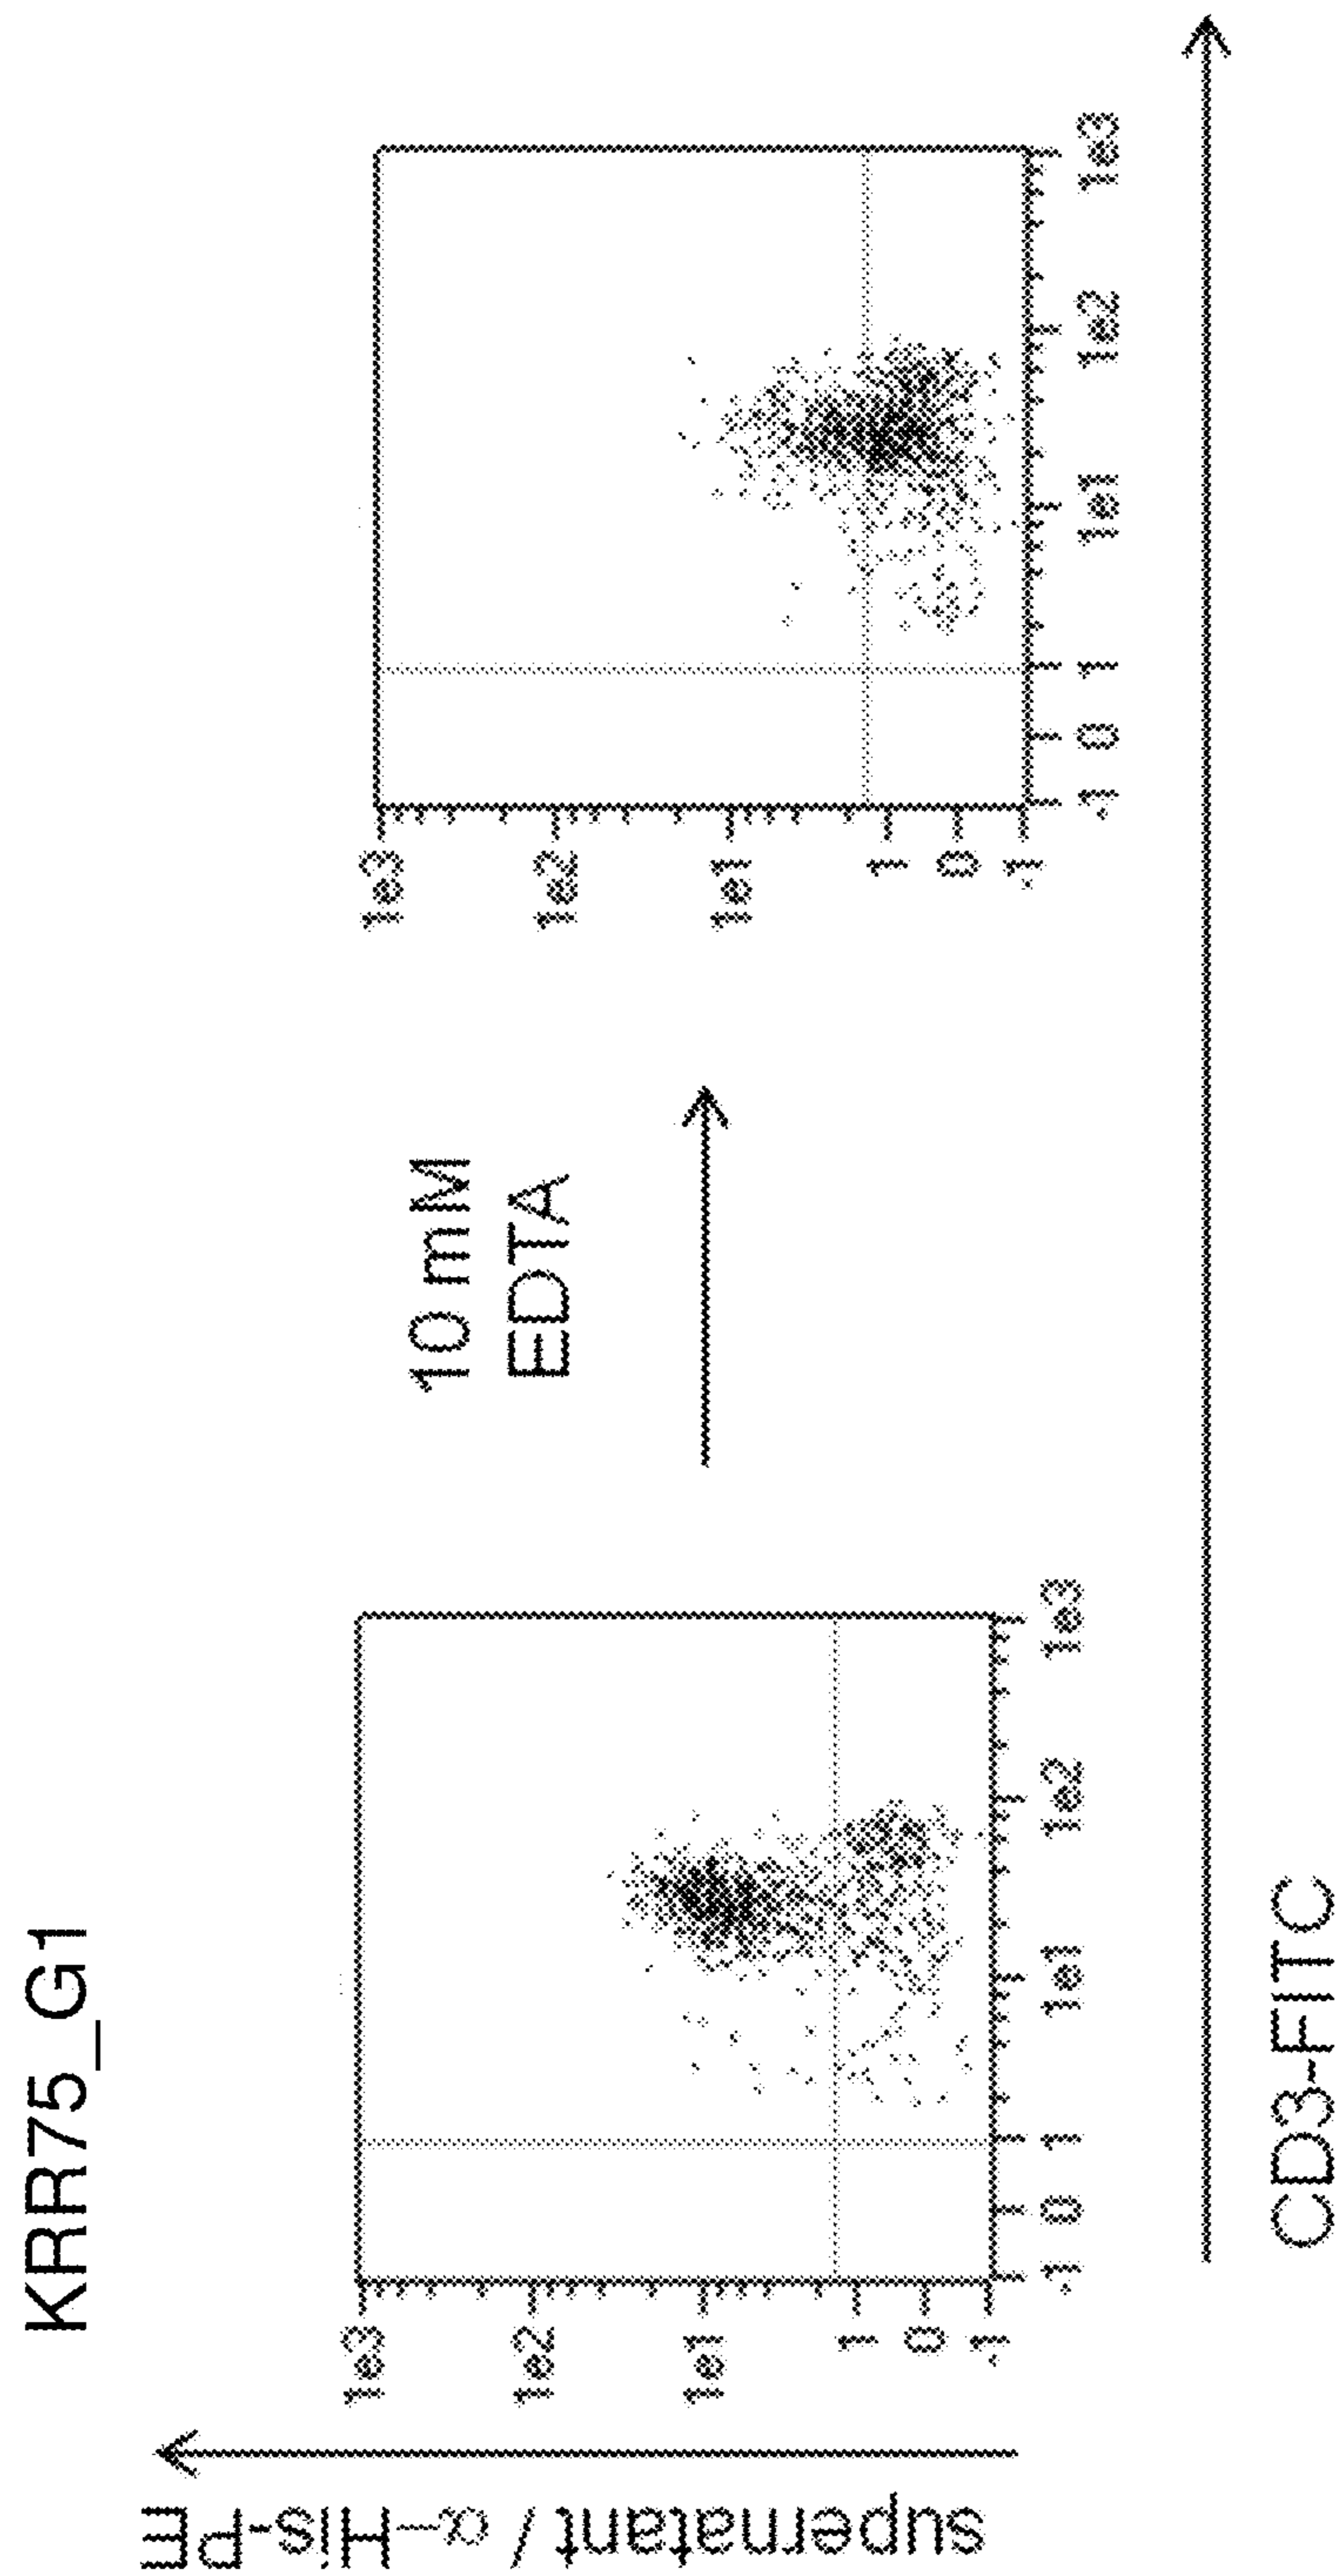 KRR75_G1
supernatant / α-His-PE
1e3
1e2
1e1
1
0
-1
-1 0 1 1e1 1e2 1e3
10 mM
EDTA
1e3
1e2
1e1
1
0
-1
-1 0 1 1e1 1e2 1e3
CD3-FITC